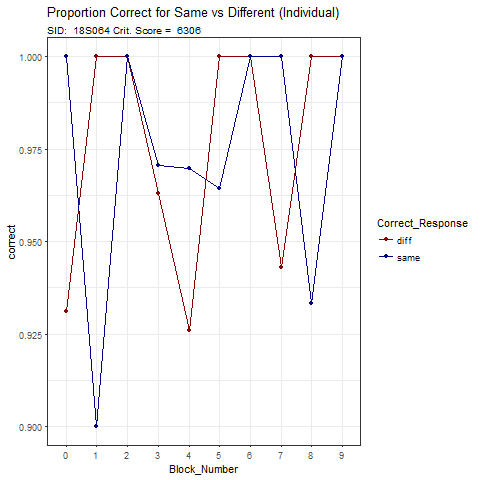 Proportion Correct for Same vs Different (Individual)
SID:  18S064 Crit. Score =  6306
1.000
0.975
0.950
0.925
0.900
correct
0 1 2 3 4 5 6 7 8 9
Block_Number
Correct_Response
diff
same